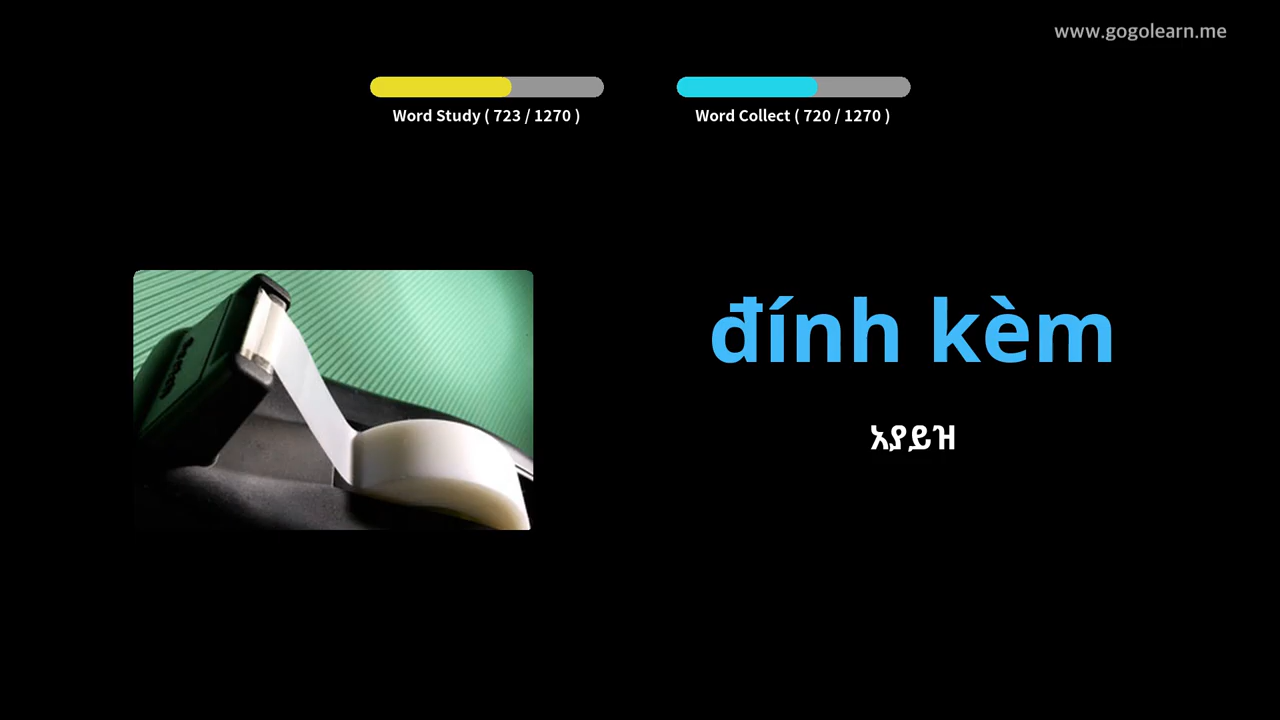 www.gogolearn.me
Word Study ( 723 / 1270 )
Word Collect ( 720 / 1270 )
đính kèm
አያይዝ